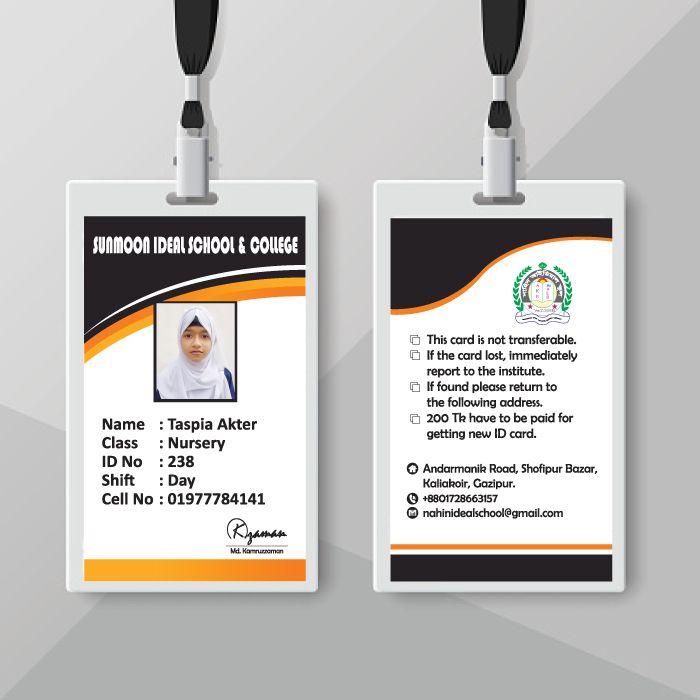 SUNMOON IDEAL SCHOOL & COLLEGE
Name : Taspia Akter
Class : Nursery
ID No : 238
Shift : Day
Cell No : 01977784141
Kzaman
Md. Kamruzzaman
This card is not transferable.
If the card lost, immediately
report to the institute.
If found please return to
the following address.
200 Tk have to be paid for
getting new ID card.
Andarmanik Road, Shofipur Bazar,
Kaliakoir, Gazipur.
+8801728663157
nahinidealschool@gmail.com